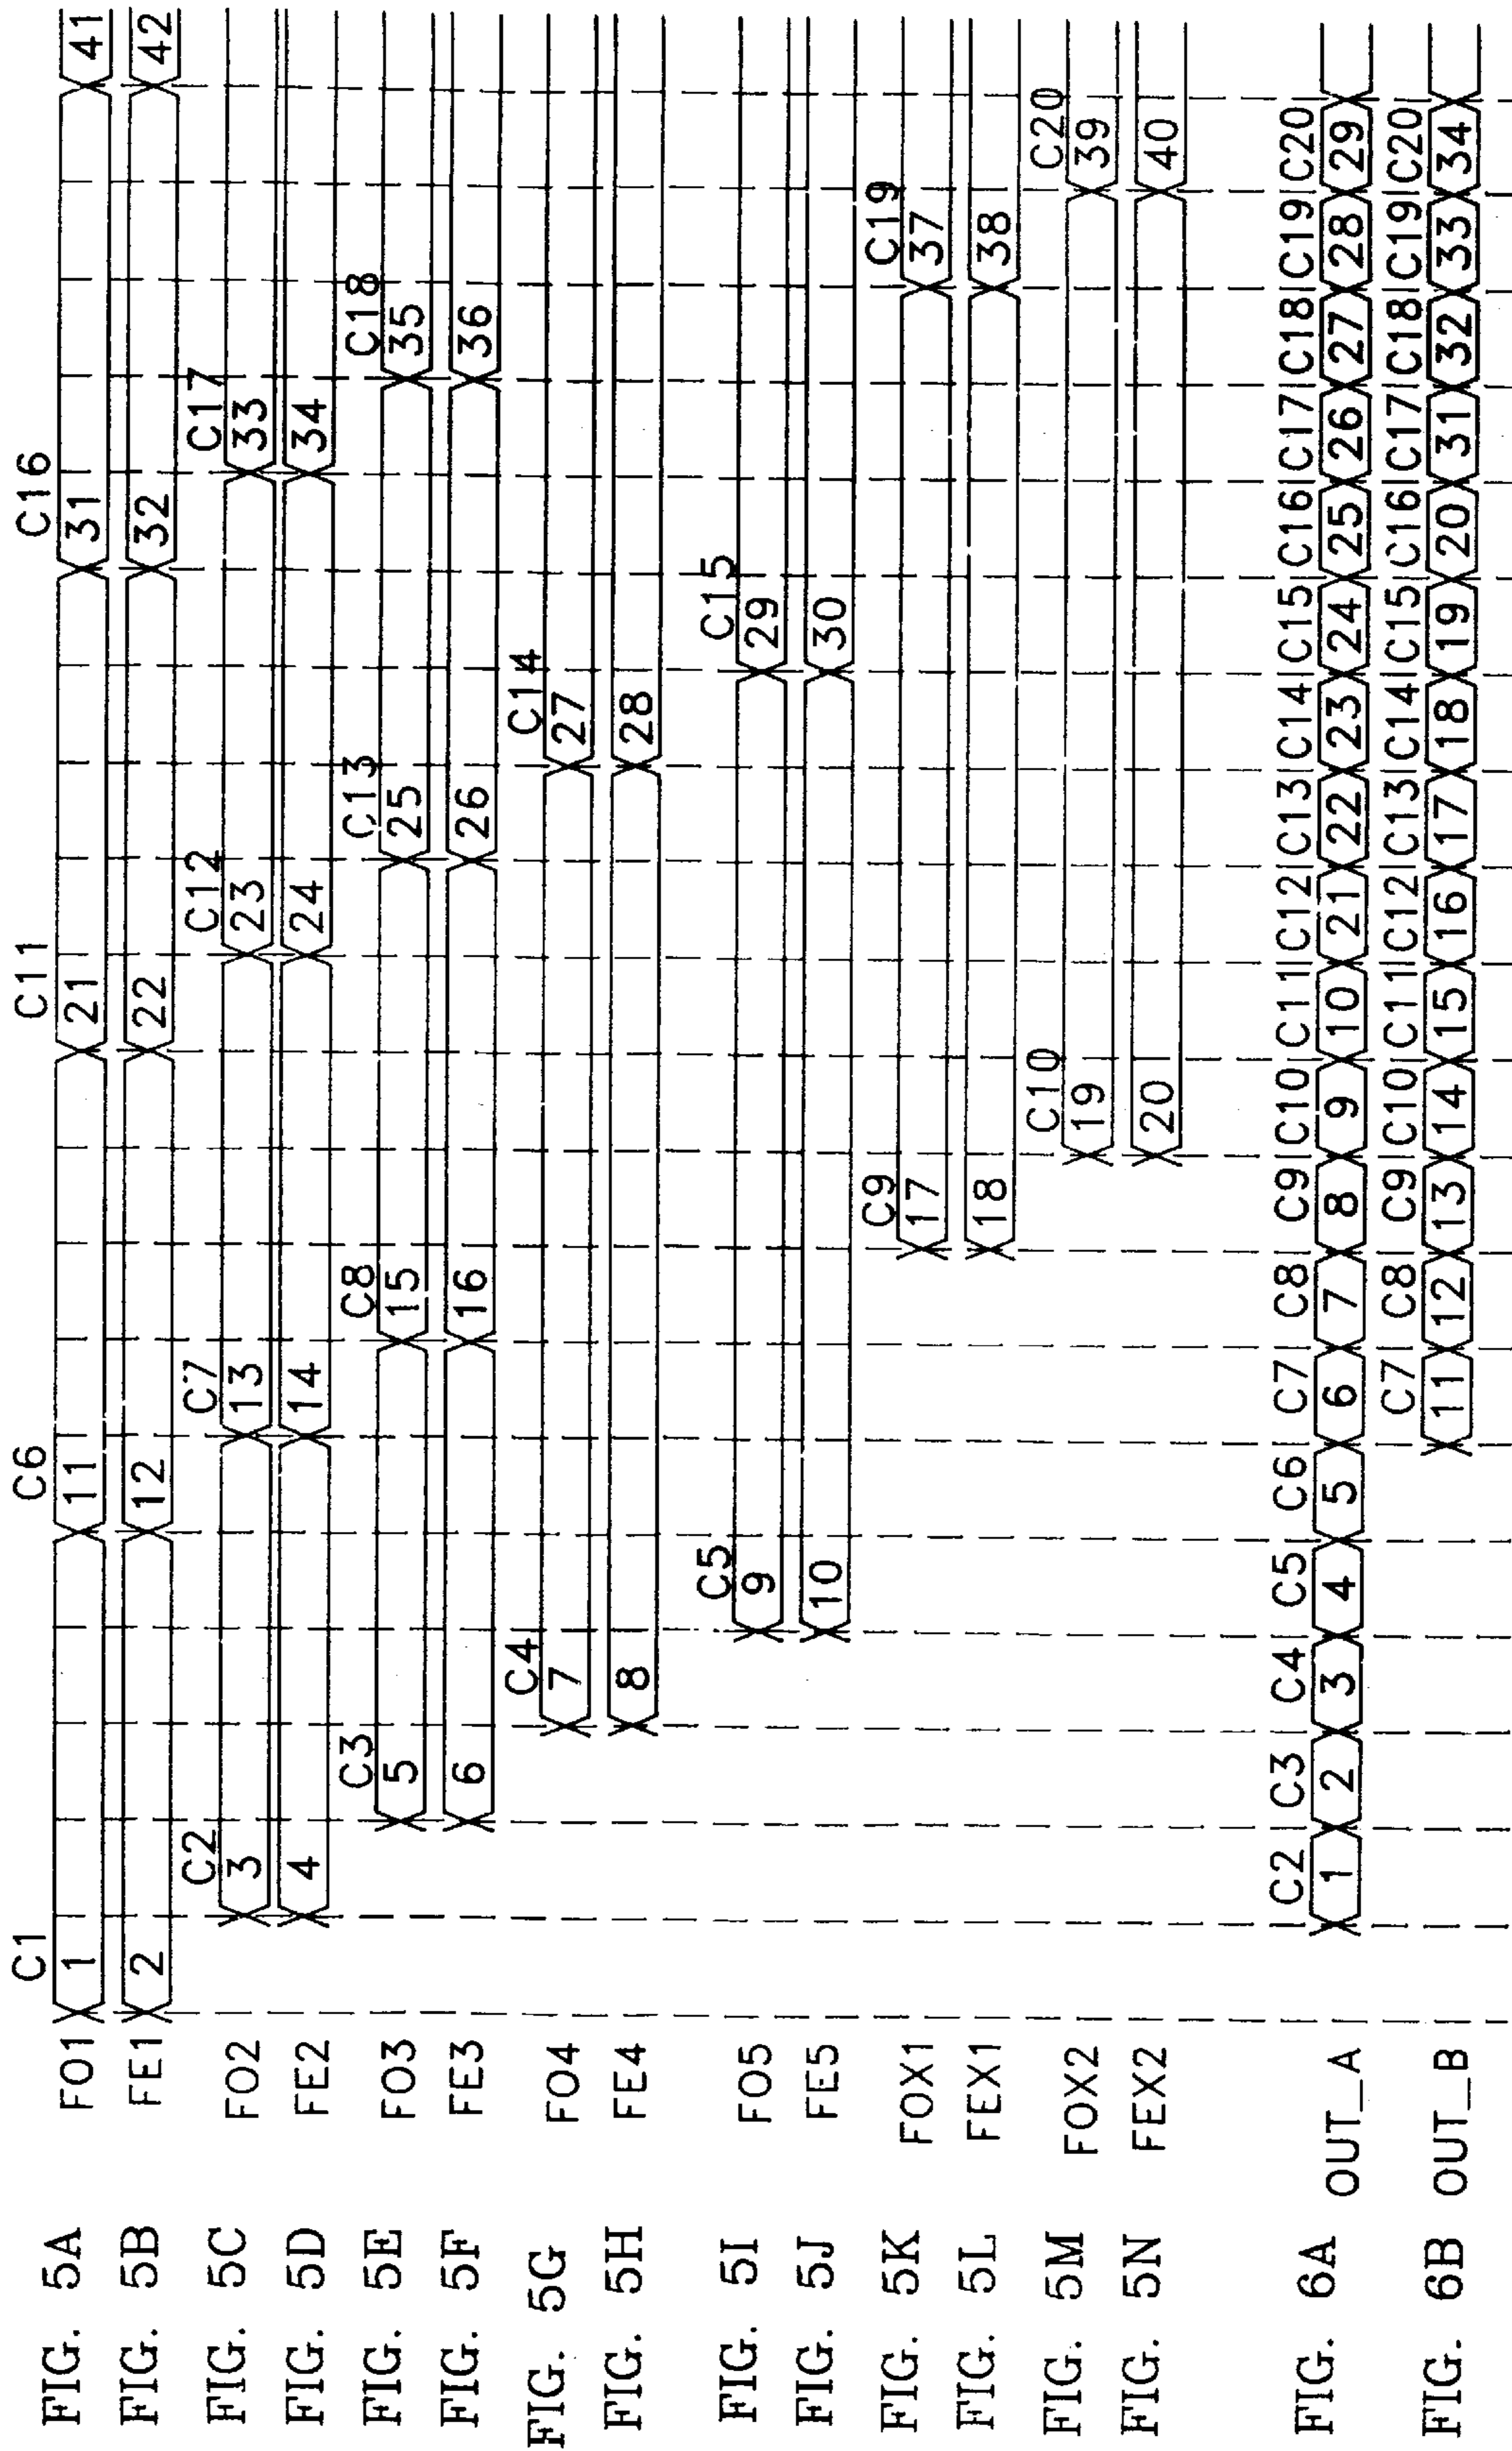 FIG. 5A FO1 C1 1 C6 11 C11 21 C16 31 41
FIG. 5B FE1 2 12 22 32 42
FIG. 5C FO2 C2 3 C7 13 C12 23 C17 33
FIG. 5D FE2 4 14 24 34
FIG. 5E FO3 C3 5 C8 15 C13 25 C18 35
FIG. 5F FE3 6 16 26 36
FIG. 5G FO4 C4 7 C14 27
FIG. 5H FE4 8 28
FIG. 5I FO5 C5 9 C15 29
FIG. 5J FE5 10 30
FIG. 5K FOX1 C9 17 C19 37
FIG. 5L FEX1 18 38
FIG. 5M FOX2 C10 19 C20 39
FIG. 5N FEX2 20 40
C2 C3 C4 C5 C6 C7 C8 C9 C10 C11 C12 C13 C14 C15 C16 C17 C18 C19 C20
FIG. 6A OUT_A 1 2 3 4 5 6 7 8 9 10 21 22 23 24 25 26 27 28 29
C7 C8 C9 C10 C11 C12 C13 C14 C15 C16 C17 C18 C19 C20
FIG. 6B OUT_B 11 12 13 14 15 16 17 18 19 20 31 32 33 34